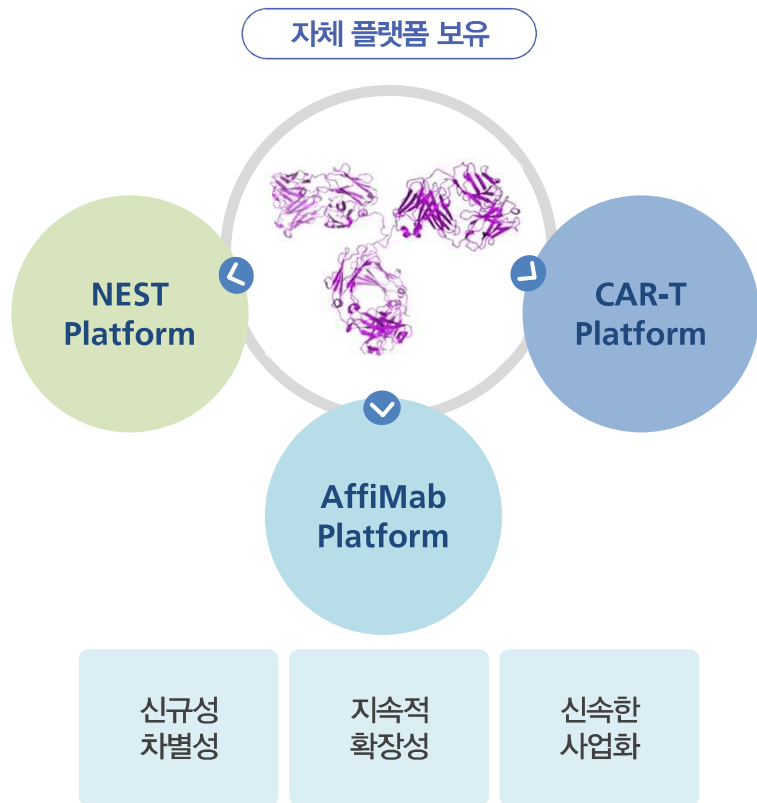 자체 플랫폼 보유
NEST
Platform
CAR-T
Platform
AffiMab
Platform
신규성
차별성
지속적
확장성
신속한
사업화